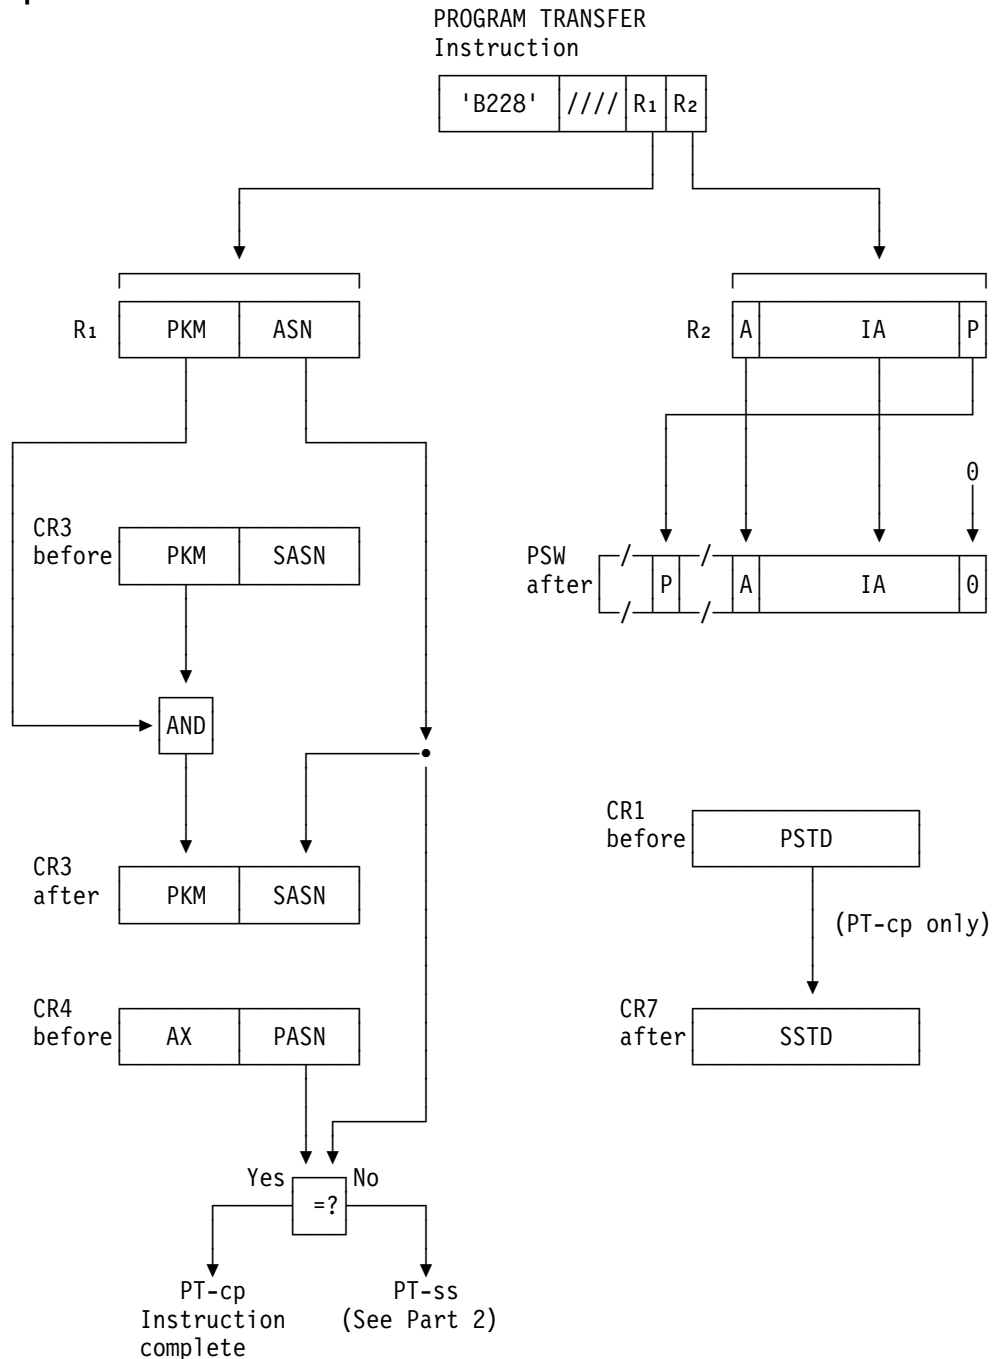 PROGRAM TRANSFER
Instruction
'B228' //// R1 R2
R1 PKM ASN
R2 A IA P
0
CR3
before PKM SASN
PSW
after P A IA 0
AND
CR3
after PKM SASN
CR1
before PSTD
(PT-cp only)
CR4
before AX PASN
CR7
after SSTD
Yes No
=?
PT-cp
Instruction
complete
PT-ss
(See Part 2)